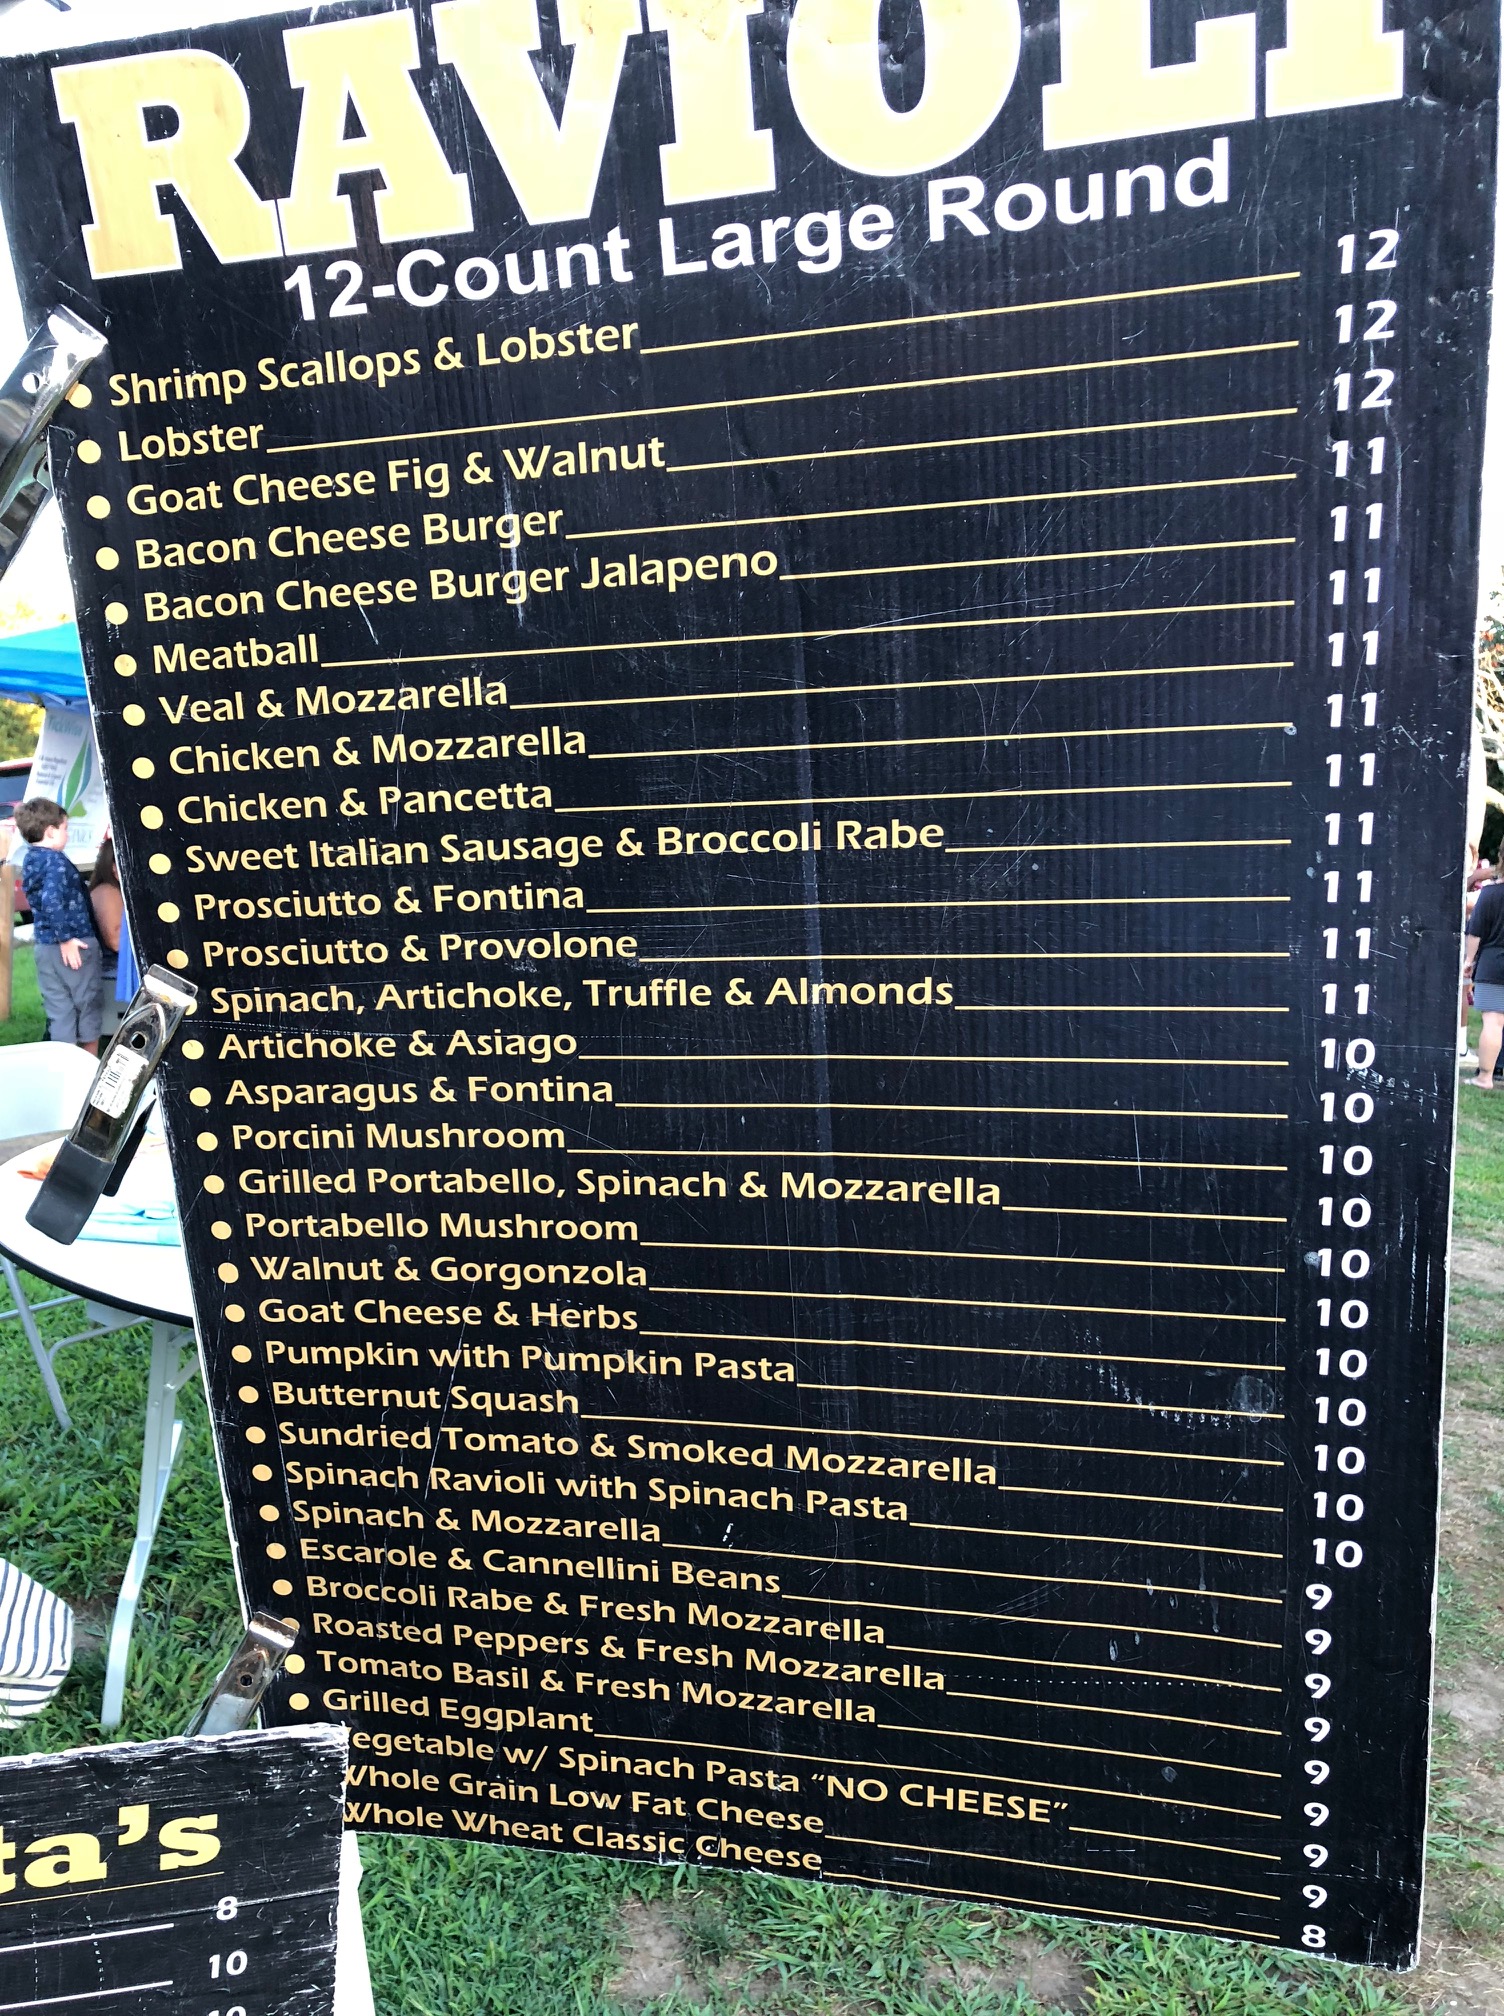 RAVIOLI
12-Count Large Round
Shrimp Scallops & Lobster 12
Lobster 12
Goat Cheese Fig & Walnut 12
Bacon Cheese Burger 11
Bacon Cheese Burger Jalapeno 11
Meatball 11
Veal & Mozzarella 11
Chicken & Mozzarella 11
Chicken & Pancetta 11
Sweet Italian Sausage & Broccoli Rabe 11
Prosciutto & Fontina 11
Prosciutto & Provolone 11
Spinach, Artichoke, Truffle & Almonds 11
Artichoke & Asiago 10
Asparagus & Fontina 10
Porcini Mushroom 10
Grilled Portabello, Spinach & Mozzarella 10
Portabello Mushroom 10
Walnut & Gorgonzola 10
Goat Cheese & Herbs 10
Pumpkin with Pumpkin Pasta 10
Butternut Squash 10
Sundried Tomato & Smoked Mozzarella 10
Spinach Ravioli with Spinach Pasta 10
Spinach & Mozzarella 9
Escarole & Cannellini Beans 9
Broccoli Rabe & Fresh Mozzarella 9
Roasted Peppers & Fresh Mozzarella 9
Tomato Basil & Fresh Mozzarella 9
Grilled Eggplant 9
Vegetable w/ Spinach Pasta "NO CHEESE" 9
Whole Grain Low Fat Cheese 9
Whole Wheat Classic Cheese 8
ta's
8
10